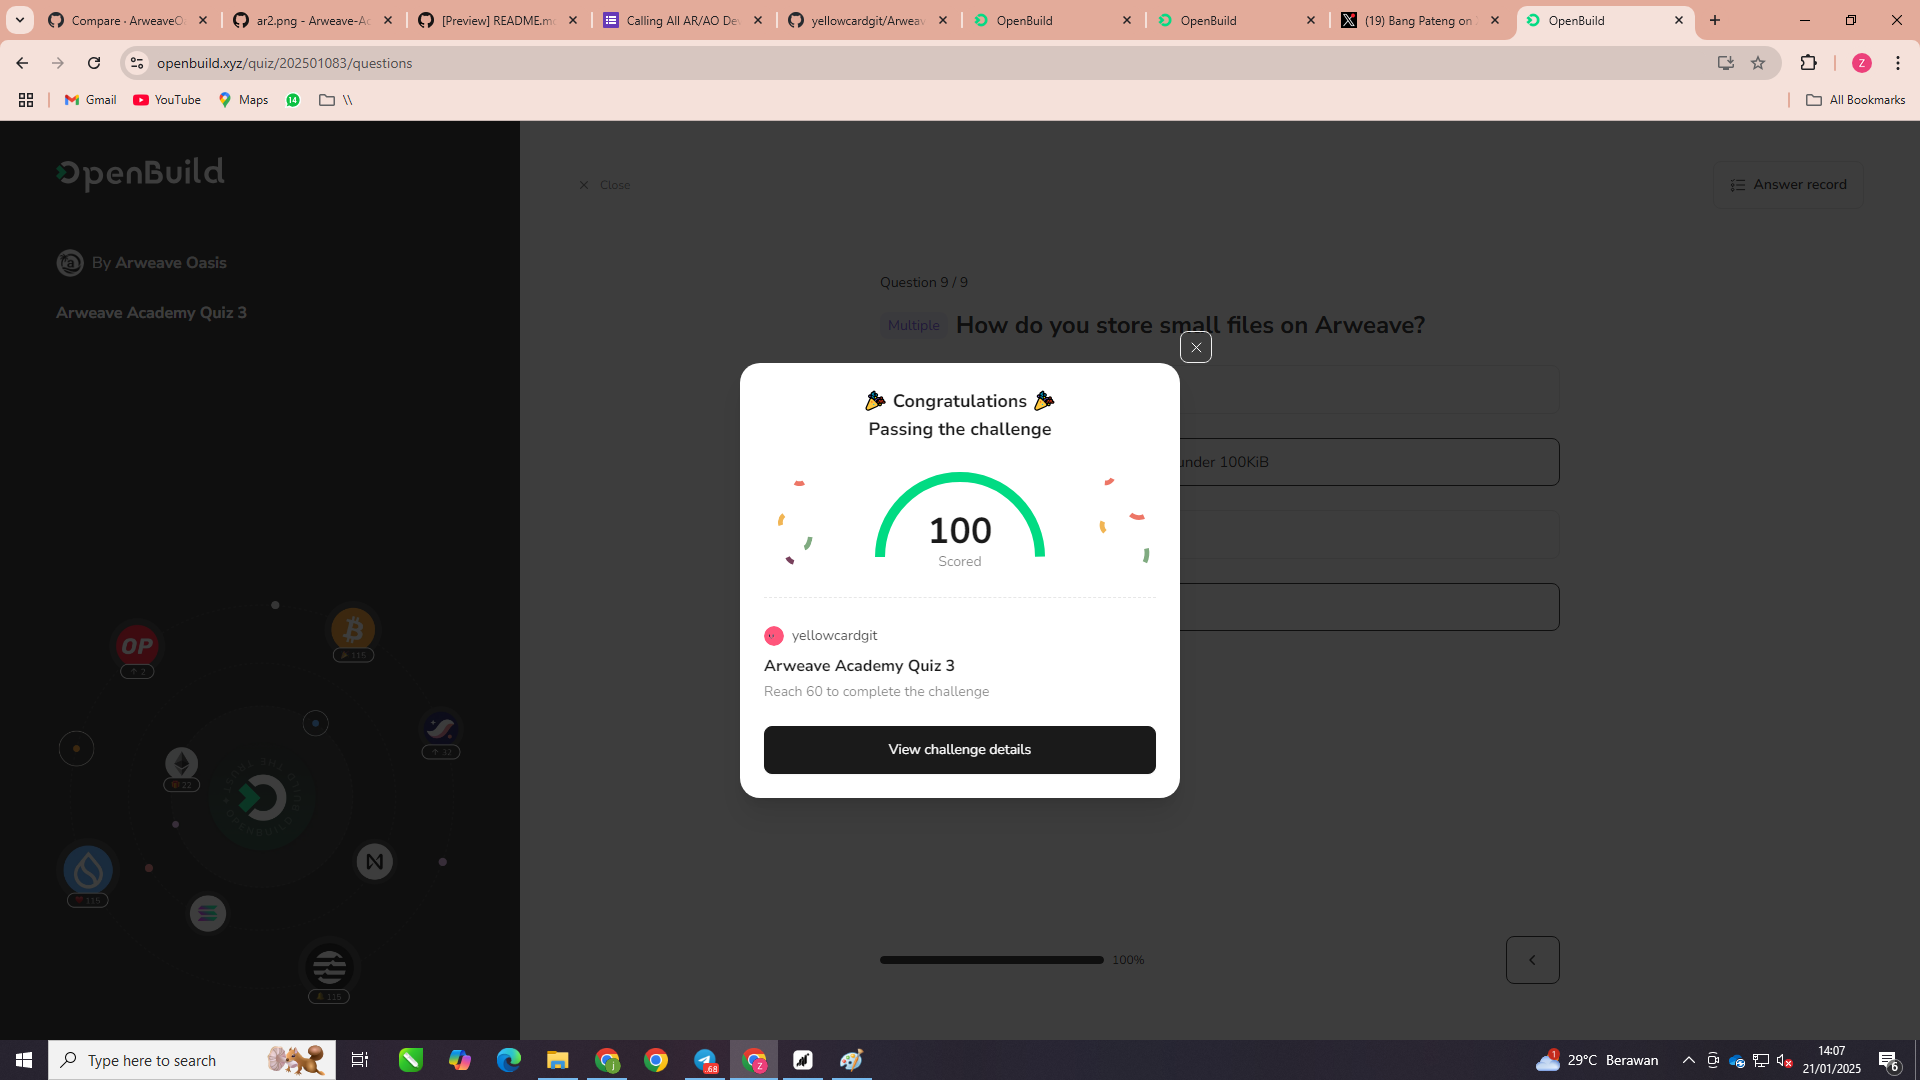 Compare · ArweaveO
ar2.png - Arweave-Ac
[Preview] README.m
Calling All AR/AO De
yellowcardgit/Arweav
OpenBuild
OpenBuild
(19) Bang Pateng on
OpenBuild
openbuild.xyz/quiz/202501083/questions
Z
Gmail
YouTube
Maps
14
\\
All Bookmarks
OpenBuild
Close
Answer record
By Arweave Oasis
Arweave Academy Quiz 3
Question 9 / 9
Multiple
How do you store small files on Arweave?
under 100KiB
Congratulations
Passing the challenge
100
Scored
yellowcardgit
Arweave Academy Quiz 3
Reach 60 to complete the challenge
View challenge details
OP
2
115
32
22
115
115
100%
Type here to search
.68
29°C Berawan
1
14:07
21/01/2025
6